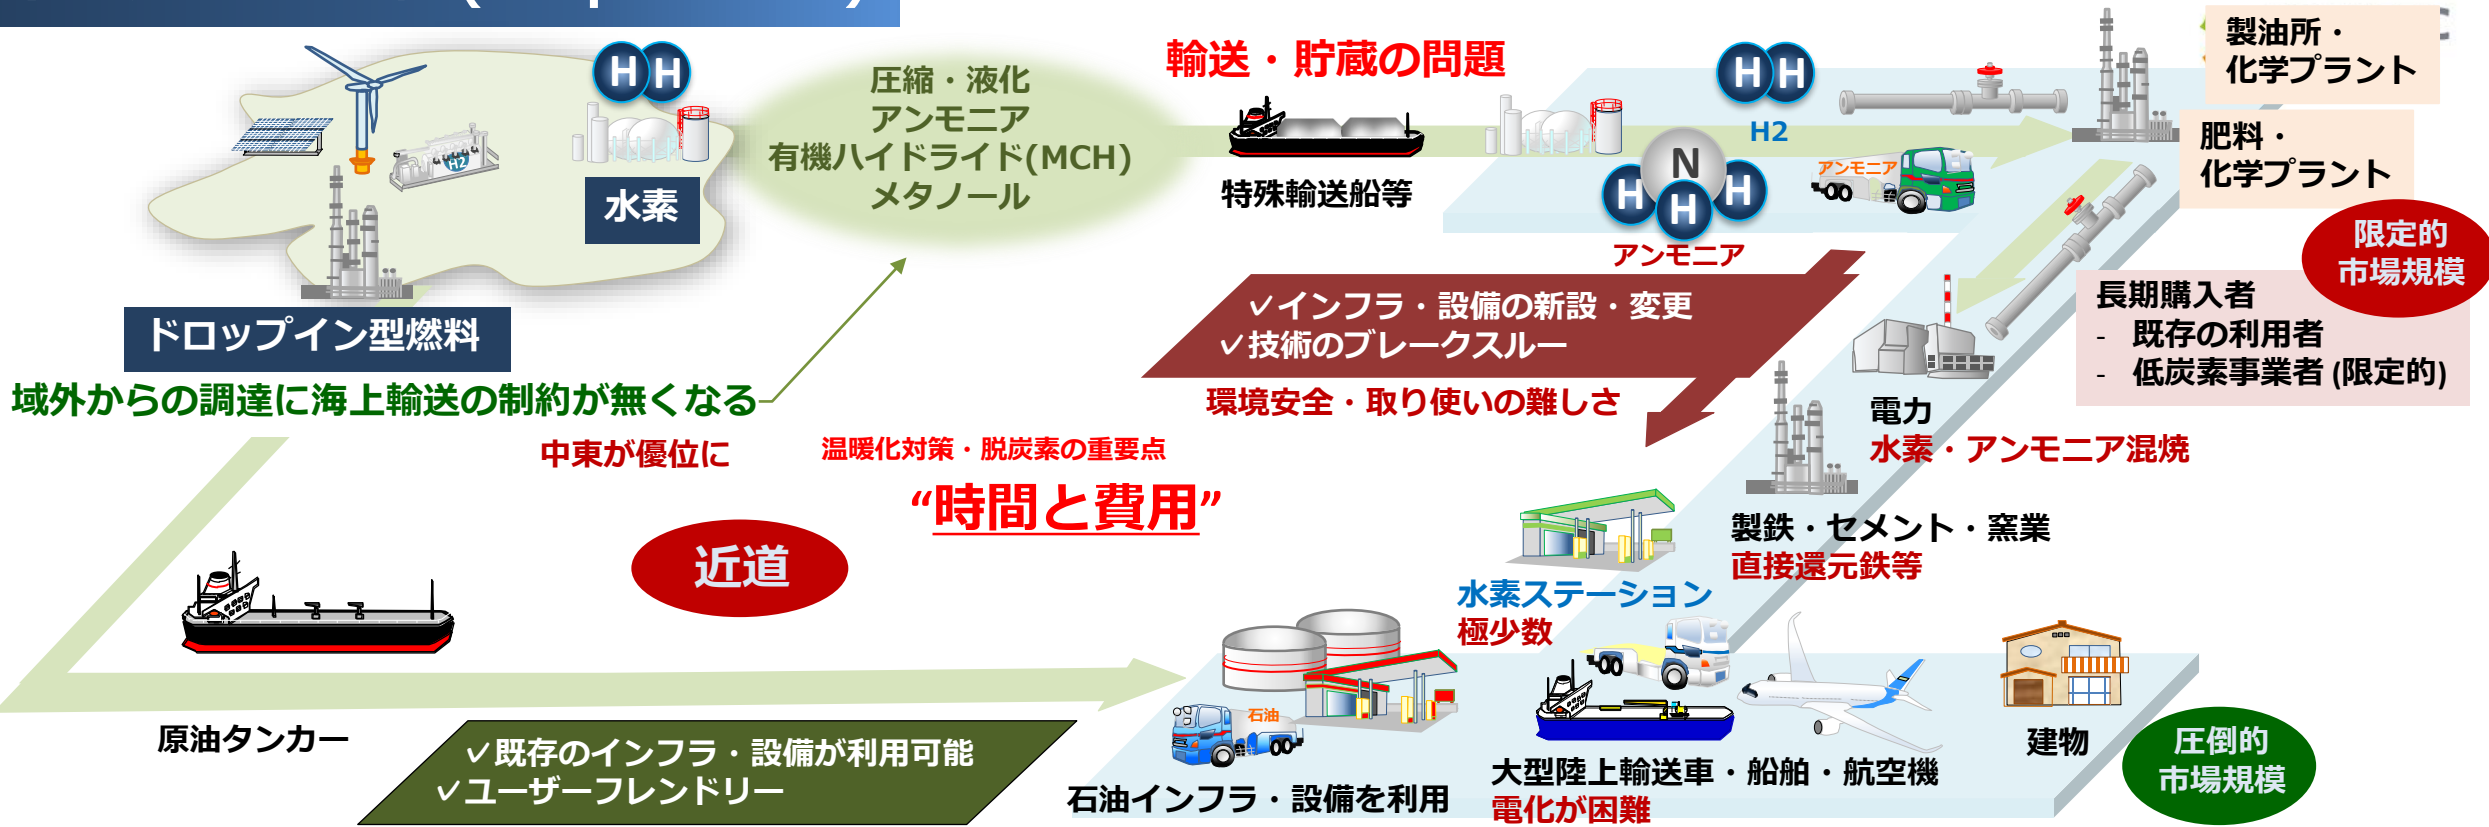 H H
水素
H2
ドロップイン型燃料
域外からの調達に海上輸送の制約が無くなる
中東が優位に
圧縮・液化
アンモニア
有機ハイドライド(MCH)
メタノール
輸送・貯蔵の問題
特殊輸送船等
H H
H2
N
H H H
アンモニア
アンモニア
製油所・
化学プラント
肥料・
化学プラント
限定的
市場規模
長期購入者
- 既存の利用者
- 低炭素事業者 (限定的)
✓インフラ・設備の新設・変更
✓技術のブレークスルー
環境安全・取り使いの難しさ
電力
水素・アンモニア混焼
製鉄・セメント・窯業
直接還元鉄等
温暖化対策・脱炭素の重要点
“時間と費用”
近道
水素ステーション
極少数
原油タンカー
✓既存のインフラ・設備が利用可能
✓ユーザーフレンドリー
石油
石油インフラ・設備を利用
大型陸上輸送車・船舶・航空機
電化が困難
建物
圧倒的
市場規模